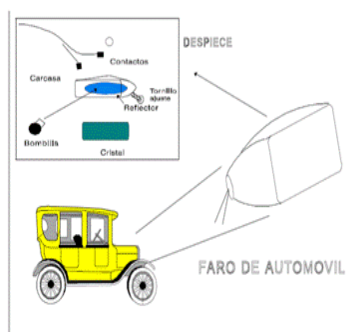 DESPIECE
Contactos
Carcasa
Tornillo
ajuste
Reflector
Bombilla
Cristal
FARO DE AUTOMOVIL